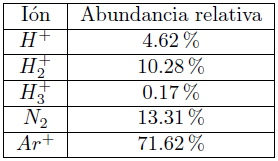 Ión Abundancia relativa
H⁺ 4.62 %
H₂⁺ 10.28 %
H₃⁺ 0.17 %
N₂ 13.31 %
Ar⁺ 71.62 %